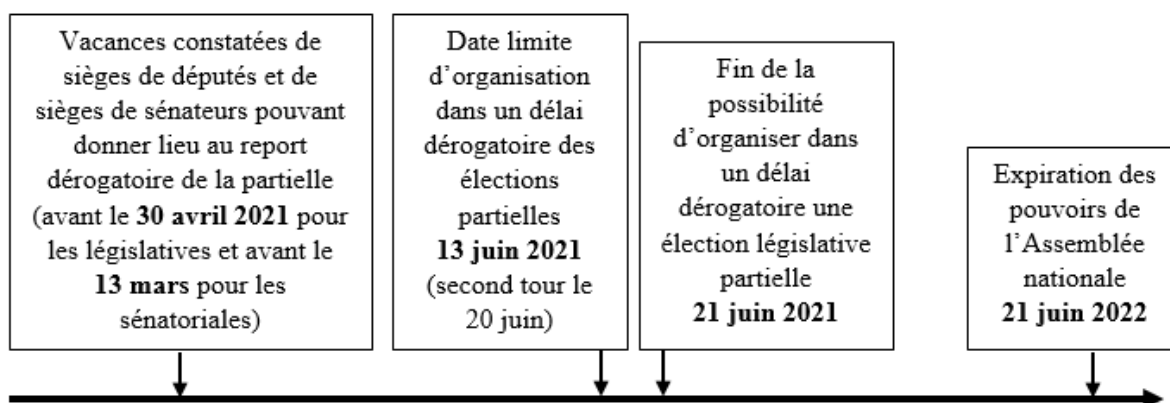 Vacances constatées de
sièges de députés et de
sièges de sénateurs pouvant
donner lieu au report
dérogatoire de la partielle
(avant le 30 avril 2021 pour
les législatives et avant le
13 mars pour les
sénatoriales)
Date limite
d’organisation
dans un délai
dérogatoire des
élections
partielles
13 juin 2021
(second tour le
20 juin)
Fin de la
possibilité
d’organiser dans
un délai
dérogatoire une
élection législative
partielle
21 juin 2021
Expiration des
pouvoirs de
l’Assemblée
nationale
21 juin 2022